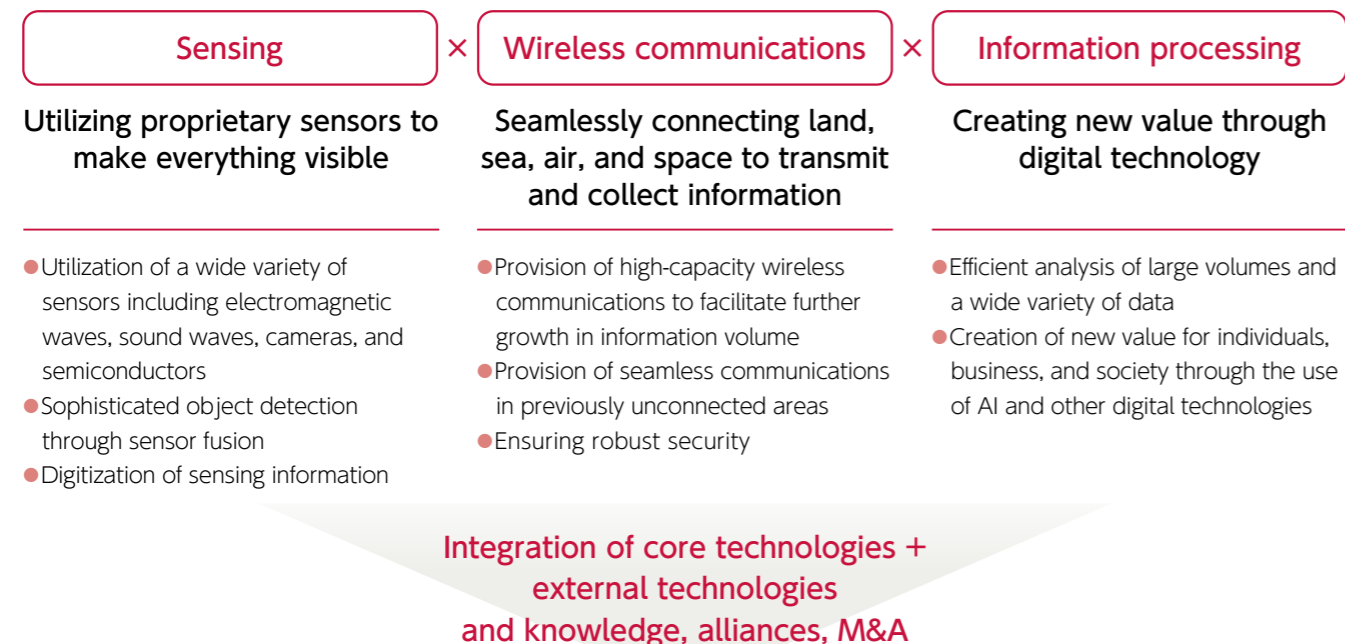 Sensing
×
Wireless communications
×
Information processing
Utilizing proprietary sensors to
make everything visible
Seamlessly connecting land,
sea, air, and space to transmit
and collect information
Creating new value through
digital technology
●Utilization of a wide variety of
sensors including electromagnetic
waves, sound waves, cameras, and
semiconductors
●Sophisticated object detection
through sensor fusion
●Digitization of sensing information
●Provision of high-capacity wireless
communications to facilitate further
growth in information volume
●Provision of seamless communications
in previously unconnected areas
●Ensuring robust security
●Efficient analysis of large volumes and
a wide variety of data
●Creation of new value for individuals,
business, and society through the use
of AI and other digital technologies
Integration of core technologies +
external technologies
and knowledge, alliances, M&A